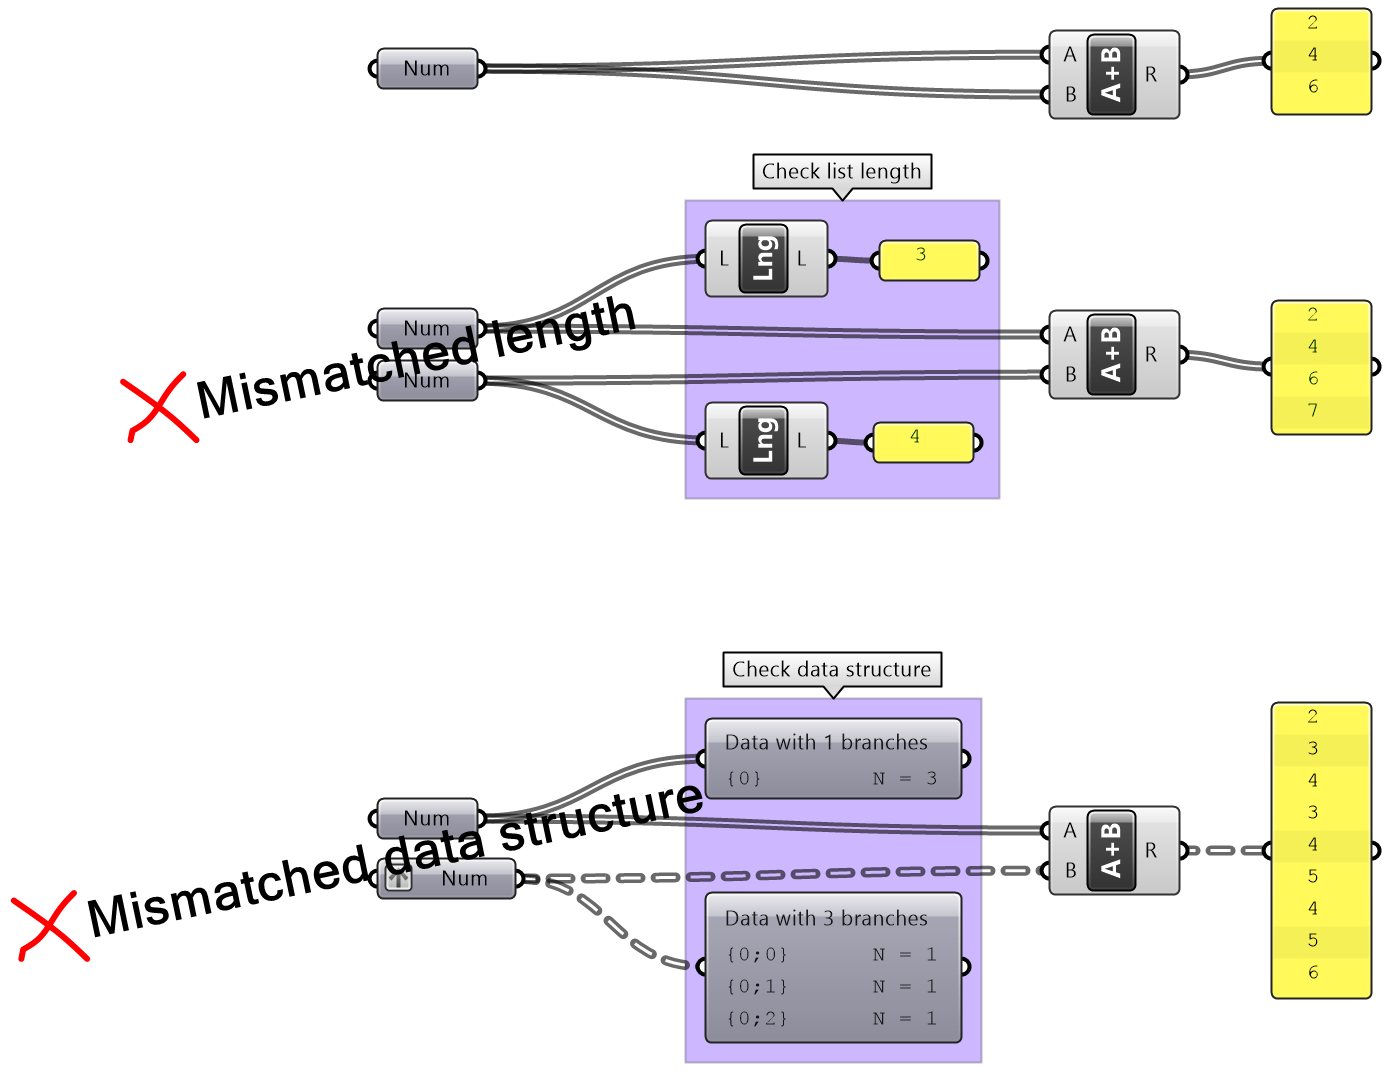 Num
A
B
A+B
R
2
4
6
Check list length
L
Lng
L
3
Num
Num
Mismatched length
A
B
A+B
R
2
4
6
7
L
Lng
L
4
Check data structure
Data with 1 branches
{0} N = 3
Num
Num
Mismatched data structure
A
B
A+B
R
2
3
4
3
4
5
4
5
6
Data with 3 branches
{0;0} N = 1
{0;1} N = 1
{0;2} N = 1